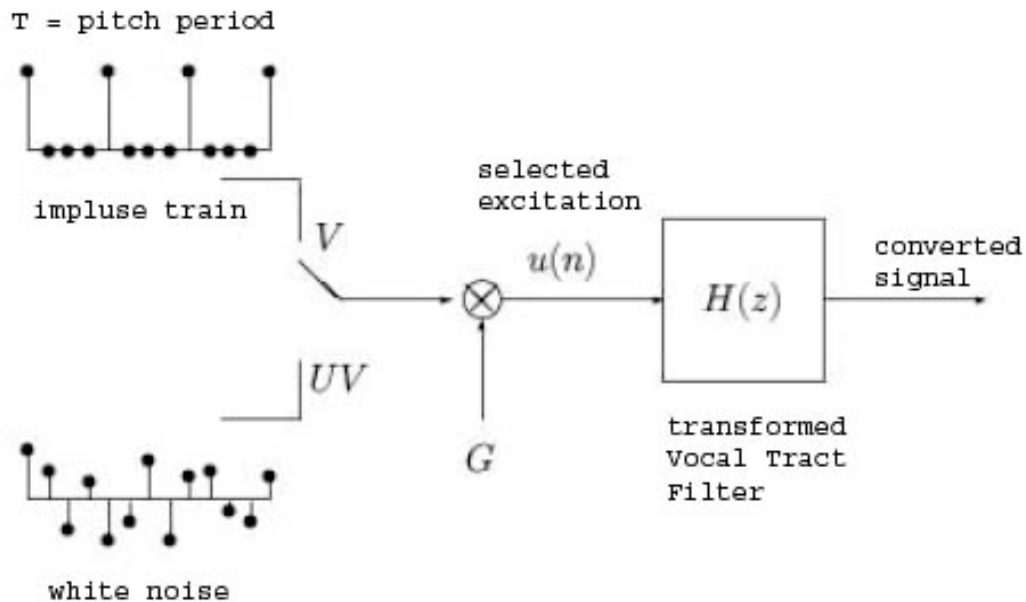 T = pitch period
impluse train
V
selected
excitation
u(n)
H(z)
converted
signal
UV
G
transformed
Vocal Tract
Filter
white noise